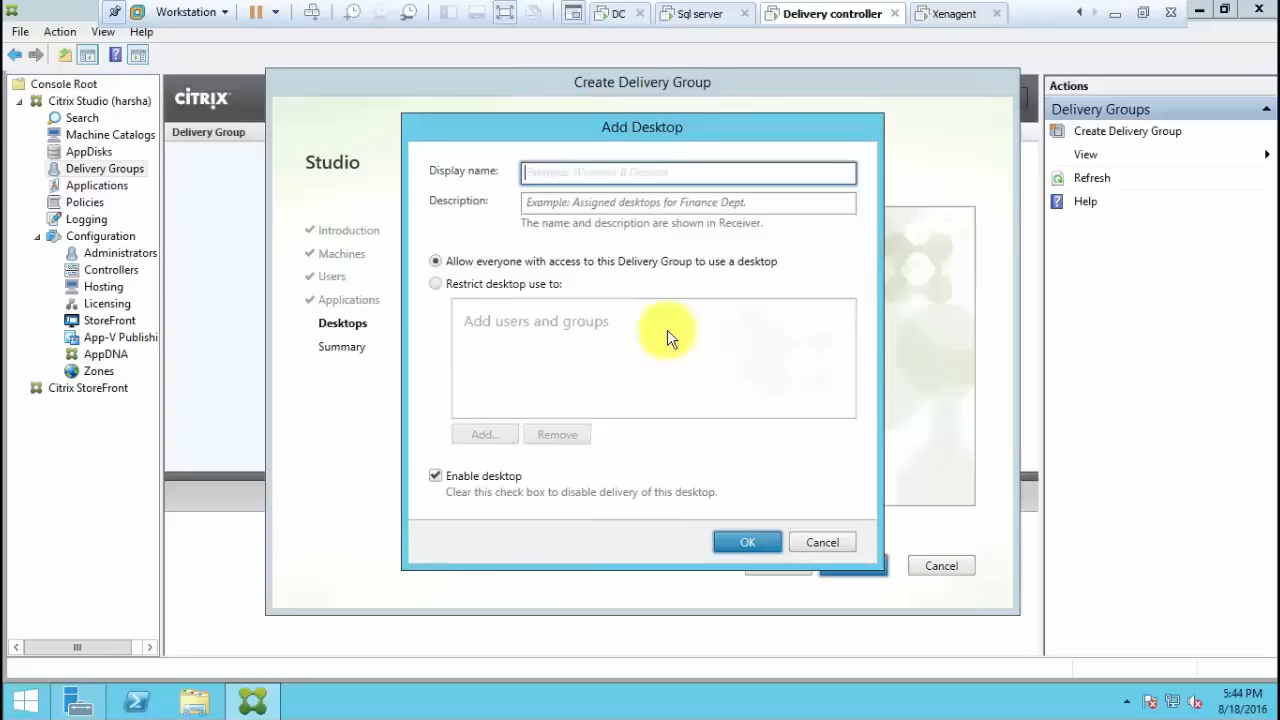 Workstation
DC
Sql server
Delivery controller
Xenagent
File
Action
View
Help
Console Root
Citrix Studio (harsha)
Search
Machine Catalogs
AppDisks
Delivery Groups
Applications
Policies
Logging
Configuration
Administrators
Controllers
Hosting
Licensing
StoreFront
App-V Publishi
AppDNA
Zones
Citrix StoreFront
CİTRIX
Delivery Group
Create Delivery Group
Studio
Introduction
Machines
Users
Applications
Desktops
Summary
Cancel
Add Desktop
Display name:
Example: Windows 8 Desktop
Description:
Example: Assigned desktops for Finance Dept.
The name and description are shown in Receiver.
Allow everyone with access to this Delivery Group to use a desktop
Restrict desktop use to:
Add users and groups
Add...
Remove
Enable desktop
Clear this check box to disable delivery of this desktop.
OK
Cancel
Actions
Delivery Groups
Create Delivery Group
View
Refresh
Help
5:44 PM
8/18/2016